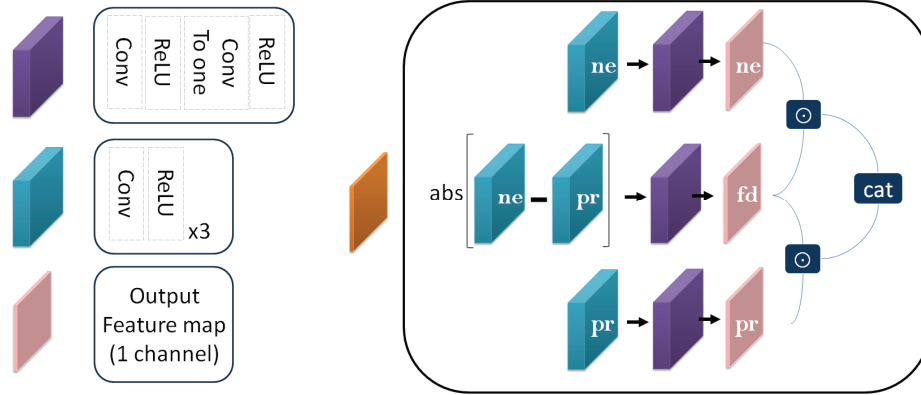 Conv
ReLU
To one
Conv
ReLU
Conv
ReLU
x3
Output
Feature map
(1 channel)
ne
ne
⊙
abs
ne
-
pr
fd
cat
⊙
pr
pr